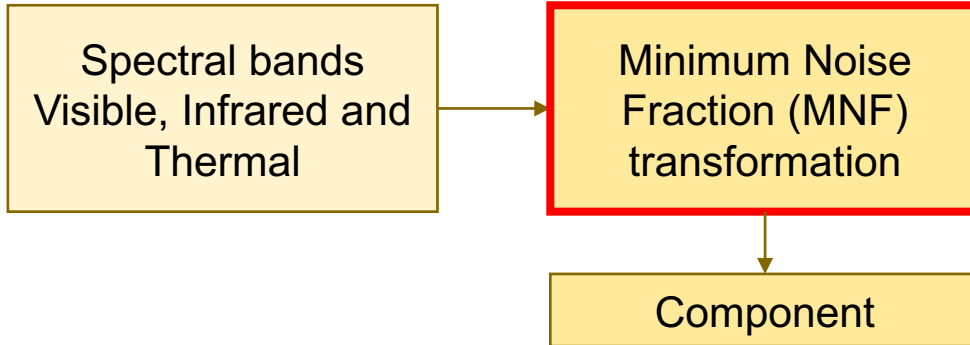 Spectral bands
Visible, Infrared and
Thermal
Minimum Noise
Fraction (MNF)
transformation
Component